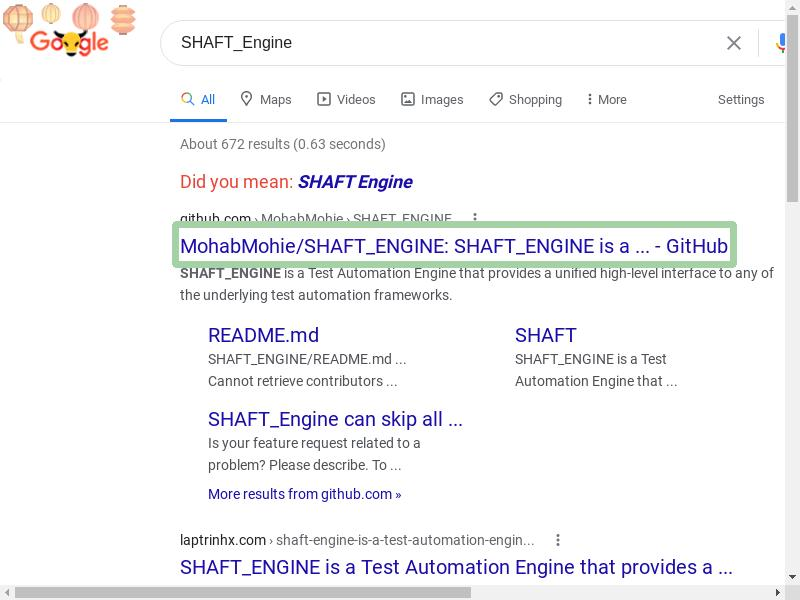 Google
SHAFT_Engine
All Maps Videos Images Shopping More Settings
About 672 results (0.63 seconds)
Did you mean: SHAFT Engine
github.com › MohabMohie › SHAFT_ENGINE
MohabMohie/SHAFT_ENGINE: SHAFT_ENGINE is a ... - GitHub
SHAFT_ENGINE is a Test Automation Engine that provides a unified high-level interface to any of
the underlying test automation frameworks.
README.md
SHAFT_ENGINE/README.md ...
Cannot retrieve contributors ...
SHAFT
SHAFT_ENGINE is a Test
Automation Engine that ...
SHAFT_Engine can skip all ...
Is your feature request related to a
problem? Please describe. To ...
More results from github.com »
laptrinhx.com › shaft-engine-is-a-test-automation-engin...
SHAFT_ENGINE is a Test Automation Engine that provides a ...